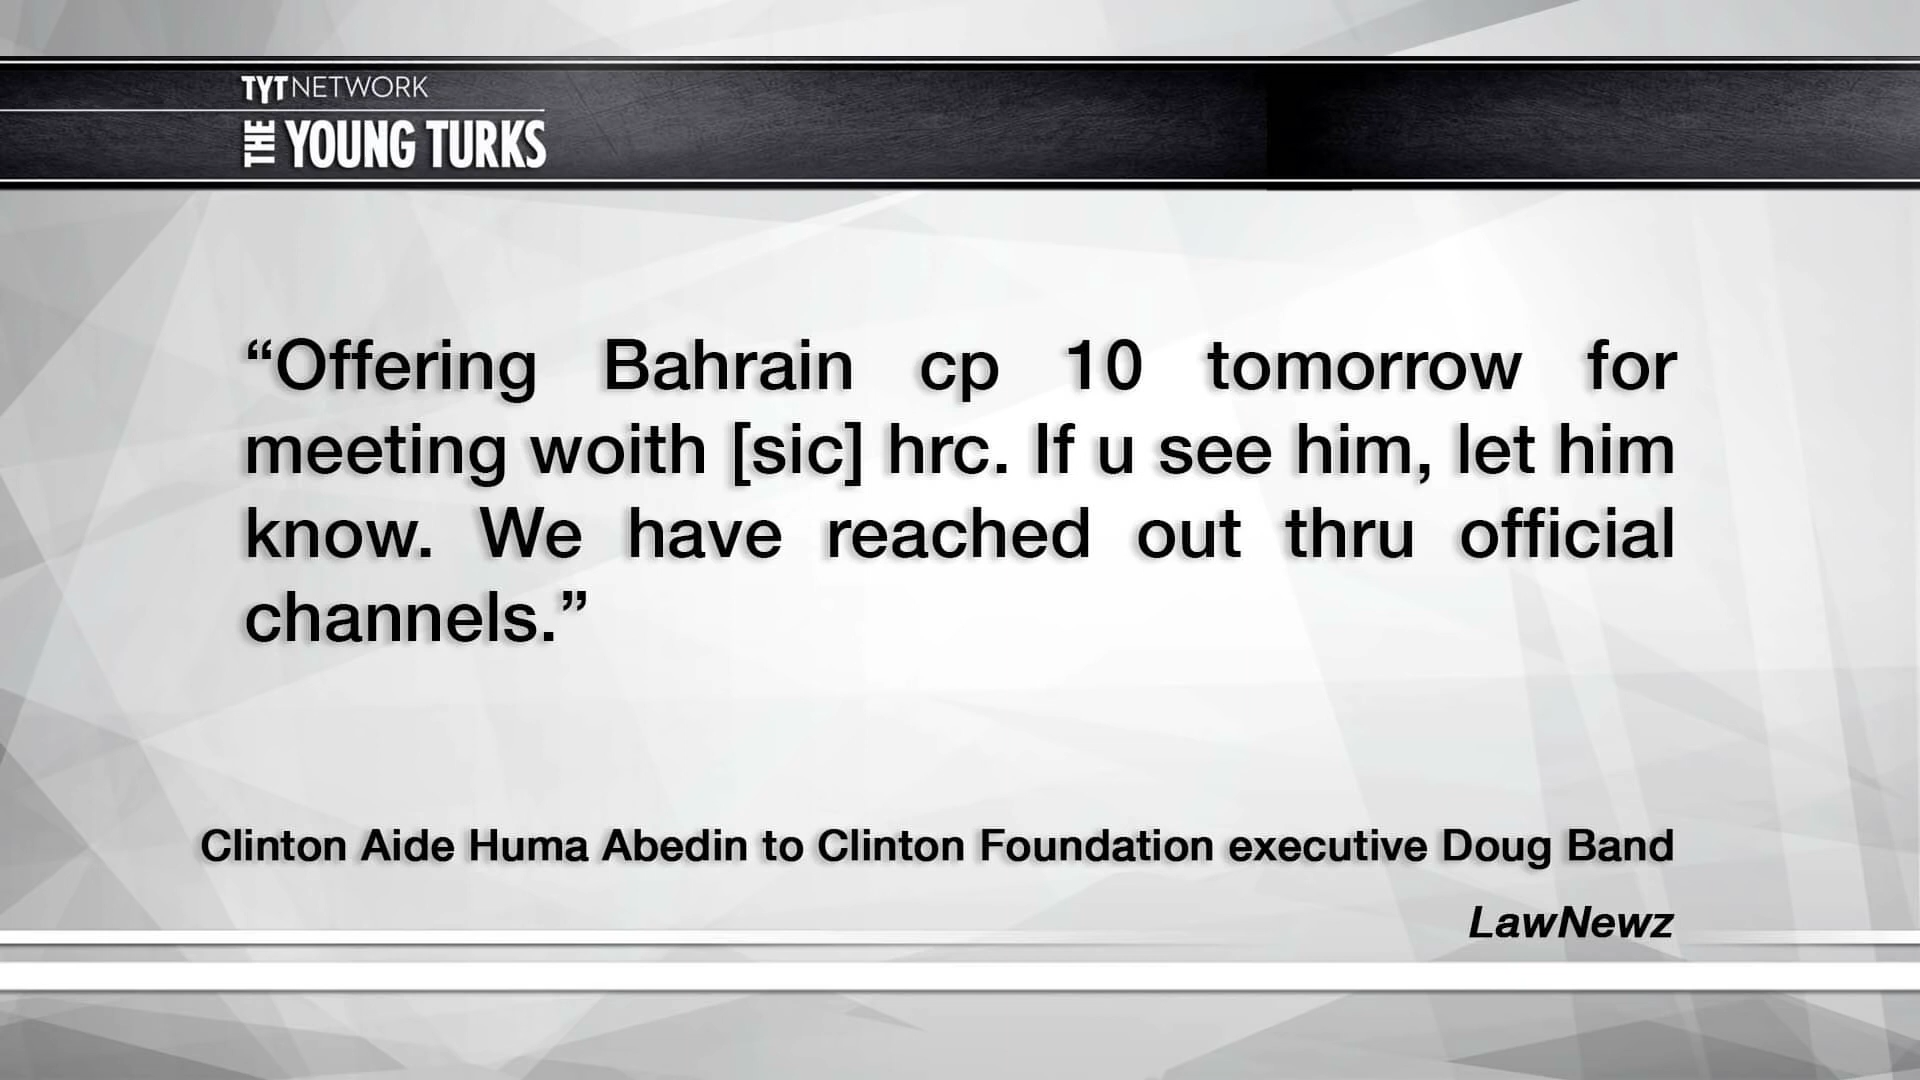 TYT NETWORK
THE YOUNG TURKS
“Offering Bahrain cp 10 tomorrow for
meeting woith [sic] hrc. If u see him, let him
know. We have reached out thru official
channels.”
Clinton Aide Huma Abedin to Clinton Foundation executive Doug Band
LawNewz